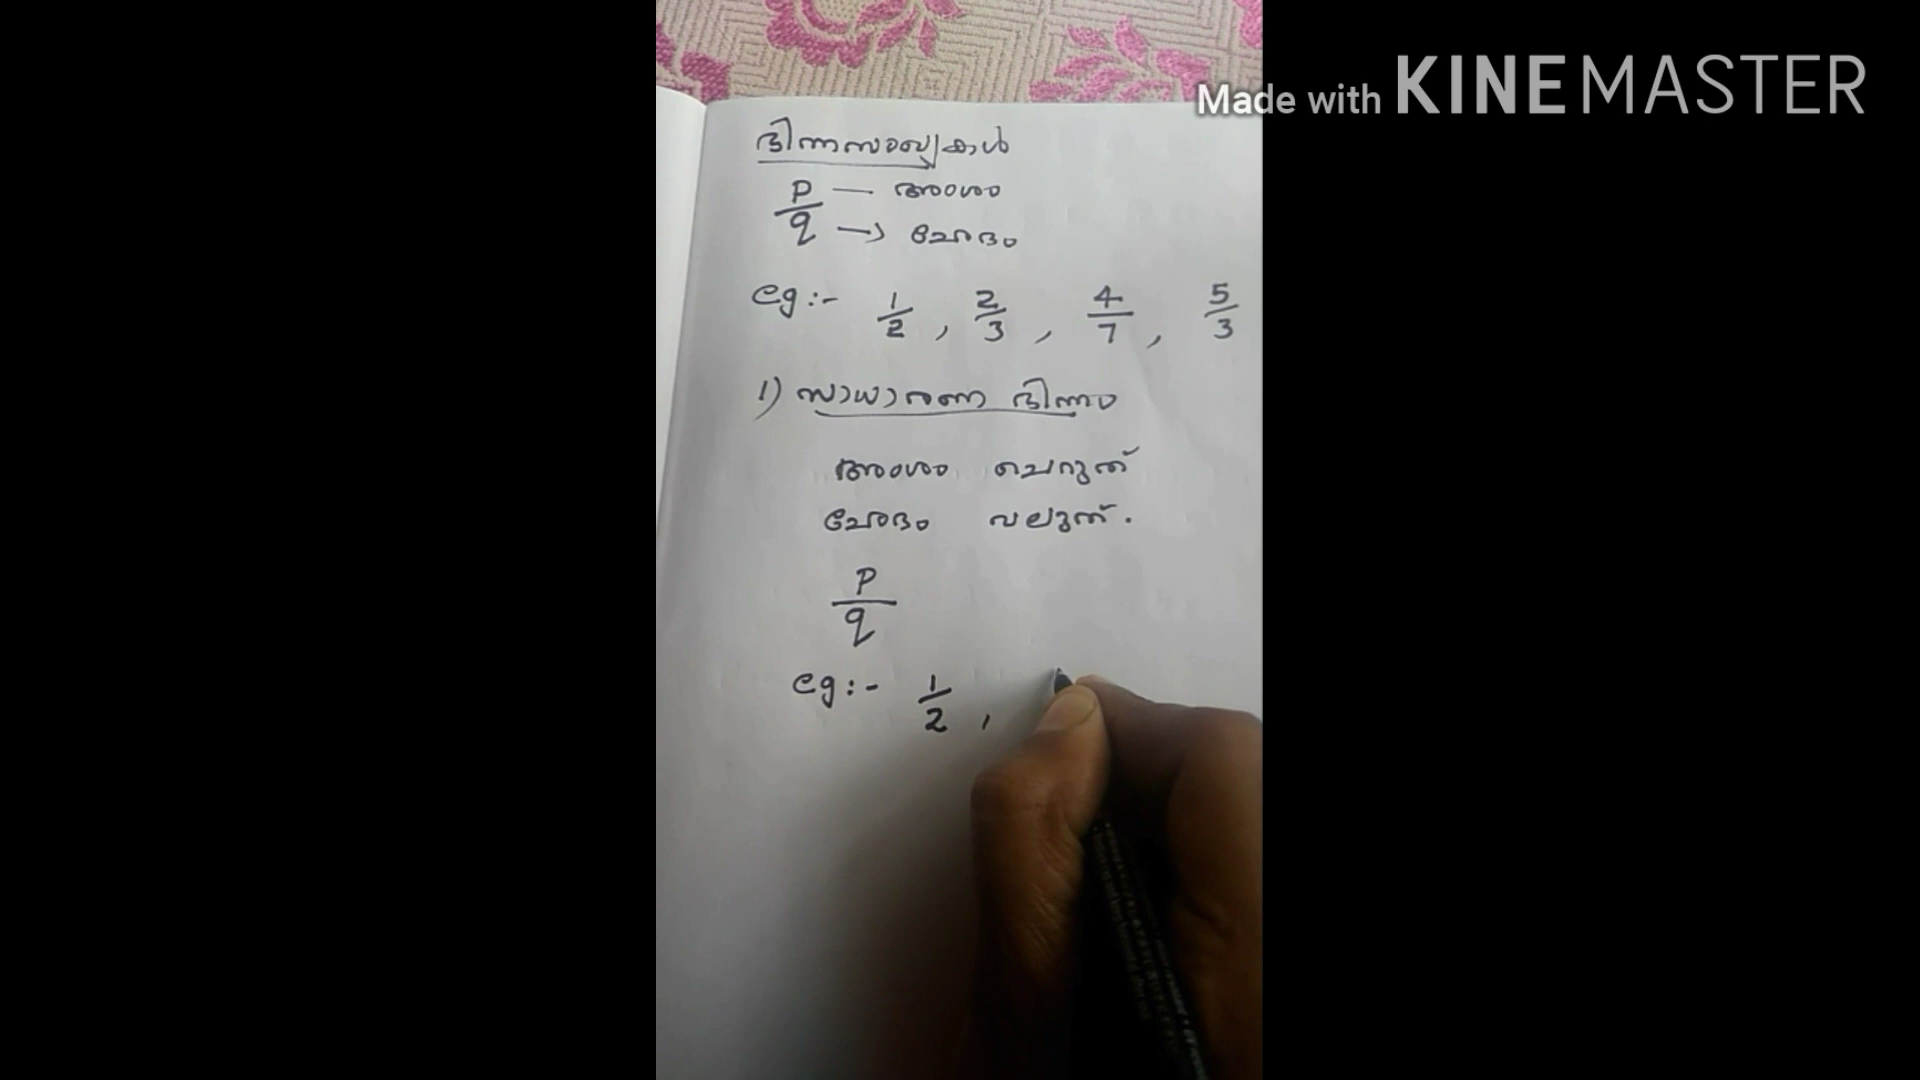 Made with KINEMASTER
ഭിന്നസംഖ്യകൾ
P/q — അംശം
→ ഛേദം
eg:- 1/2 , 2/3 , 4/7 , 5/3
1) സാധാരണ ഭിന്നം
അംശം ചെറുത്
ഛേദം വലുത്.
P/q
eg:- 1/2 ,